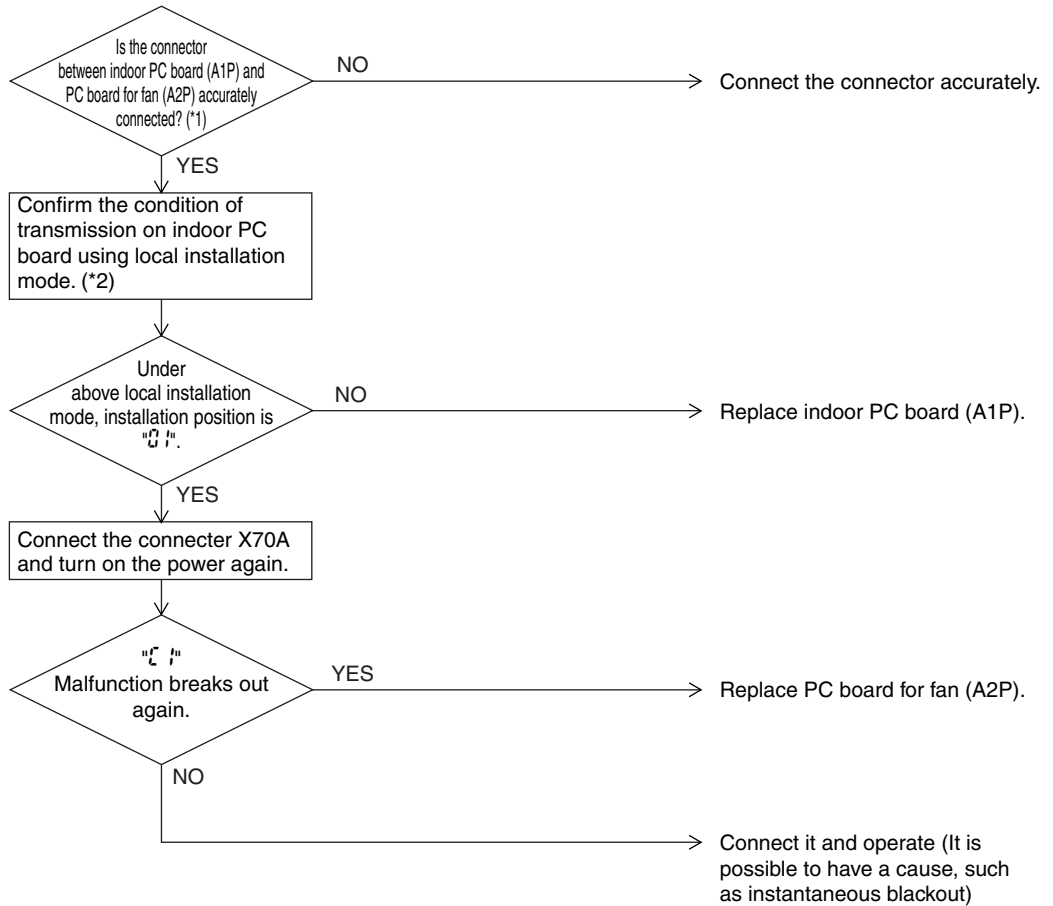 Is the connector
between indoor PC board (A1P) and
PC board for fan (A2P) accurately
connected? (*1)
NO
Connect the connector accurately.
YES
Confirm the condition of
transmission on indoor PC
board using local installation
mode. (*2)
Under
above local installation
mode, installation position is
"01".
NO
Replace indoor PC board (A1P).
YES
Connect the connecter X70A
and turn on the power again.
"C1"
Malfunction breaks out
again.
YES
Replace PC board for fan (A2P).
NO
Connect it and operate (It is
possible to have a cause, such
as instantaneous blackout)